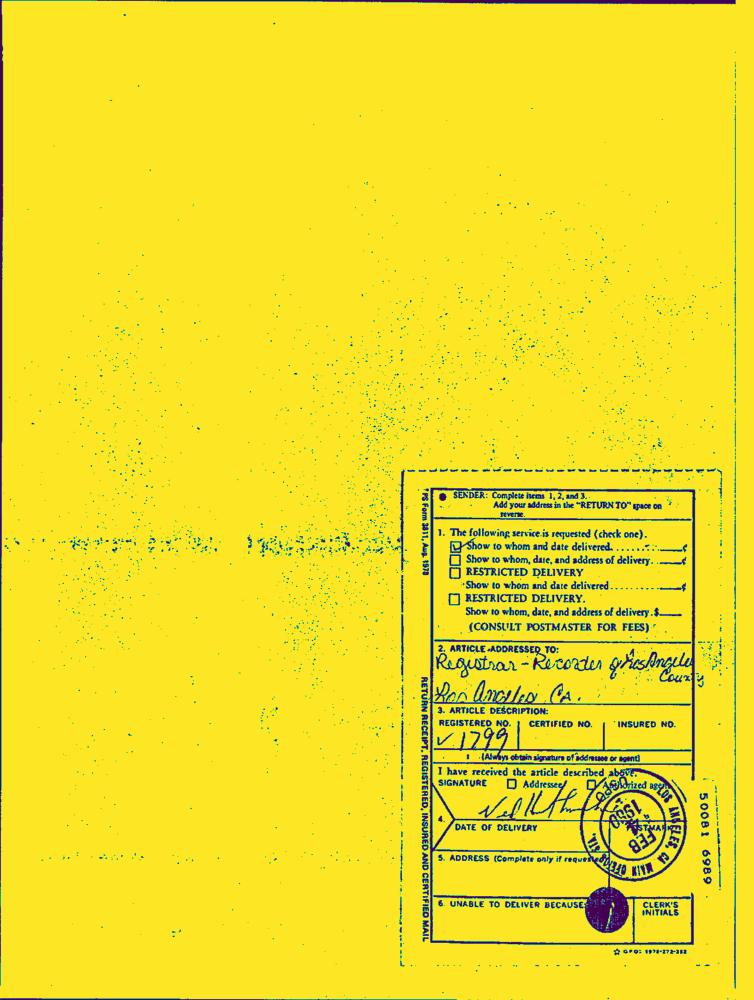 ● SENDER: Complete items 1, 2, and 3.
Add your address in the "RETURN TO" space on
reverse.
1. The following service is requested (check one).
Show to whom and date delivered............ ¢
Show to whom, date, and address of delivery.. ¢
RESTRICTED DELIVERY
Show to whom and date delivered............ ¢
RESTRICTED DELIVERY.
Show to whom, date, and address of delivery.$
(CONSULT POSTMASTER FOR FEES)
2. ARTICLE ADDRESSED TO:
Registrar - Recorder of Los Angeles
County
Los Angeles Ca.
3. ARTICLE DESCRIPTION:
REGISTERED NO. CERTIFIED NO. INSURED NO.
1799
(Always obtain signature of addressee or agent)
I have received the article described above.
SIGNATURE Addressee Authorized agent
4.
DATE OF DELIVERY POSTMARK
5. ADDRESS (Complete only if requested)
6. UNABLE TO DELIVER BECAUSE:
CLERK'S
INITIALS
☆ GPO: 1978-272-382
PS Form 3811, Aug. 1978
RETURN RECEIPT, REGISTERED, INSURED AND CERTIFIED MAIL
LOS ANGELES, CA MAIN OFFICE STA.
FEB
1980
50081 6989